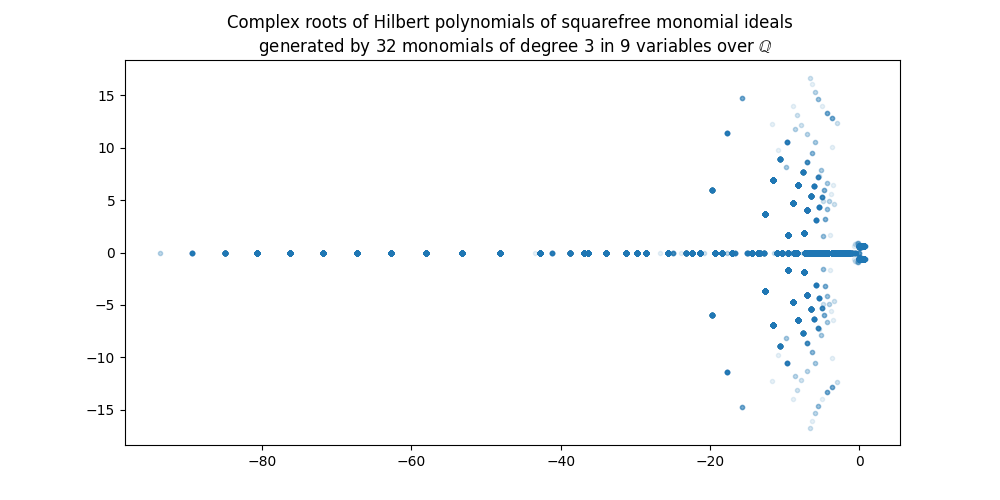 Complex roots of Hilbert polynomials of squarefree monomial ideals
generated by 32 monomials of degree 3 in 9 variables over ℚ
15
10
5
0
−5
−10
−15
−80 −60 −40 −20 0